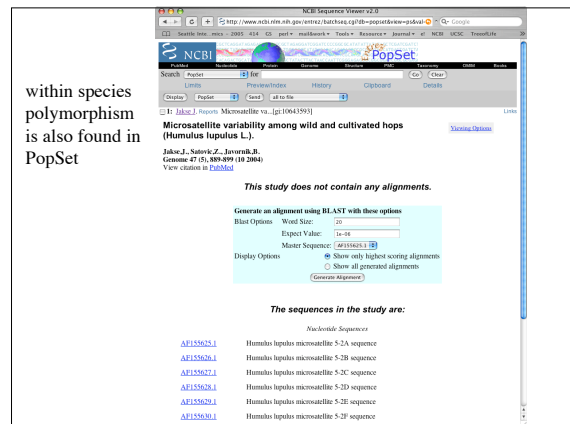 within species
polymorphism
is also found in
PopSet
NCBI Sequence Viewer v2.0
http://www.ncbi.nlm.nih.gov/entrez/batchseq.cgi?db=popset&view=ps&val=
Google
Seattle Inte...mics : 2005 414 GS perl mail&work Tools Resource Journal e! NCBI UCSC TreeofLife
NCBI PopSet
PubMed Nucleotide Protein Genome Structure PMC Taxonomy OMIM Books
Search PopSet for Go Clear
Limits Preview/Index History Clipboard Details
Display PopSet Send all to file
1: Jakse J. Reports Microsatellite va...[gi:10643593] Links
Microsatellite variability among wild and cultivated hops
(Humulus lupulus L.).
Viewing Options
Jakse,J., Satovic,Z., Javornik,B.
Genome 47 (5), 889-899 (10 2004)
View citation in PubMed
This study does not contain any alignments.
Generate an alignment using BLAST with these options
Blast Options Word Size: 20
Expect Value: 1e-06
Master Sequence: AF155625.1
Display Options Show only highest scoring alignments
Show all generated alignments
Generate Alignment
The sequences in the study are:
Nucleotide Sequences
AF155625.1 Humulus lupulus microsatellite 5-2A sequence
AF155626.1 Humulus lupulus microsatellite 5-2B sequence
AF155627.1 Humulus lupulus microsatellite 5-2C sequence
AF155628.1 Humulus lupulus microsatellite 5-2D sequence
AF155629.1 Humulus lupulus microsatellite 5-2E sequence
AF155630.1 Humulus lupulus microsatellite 5-2F sequence